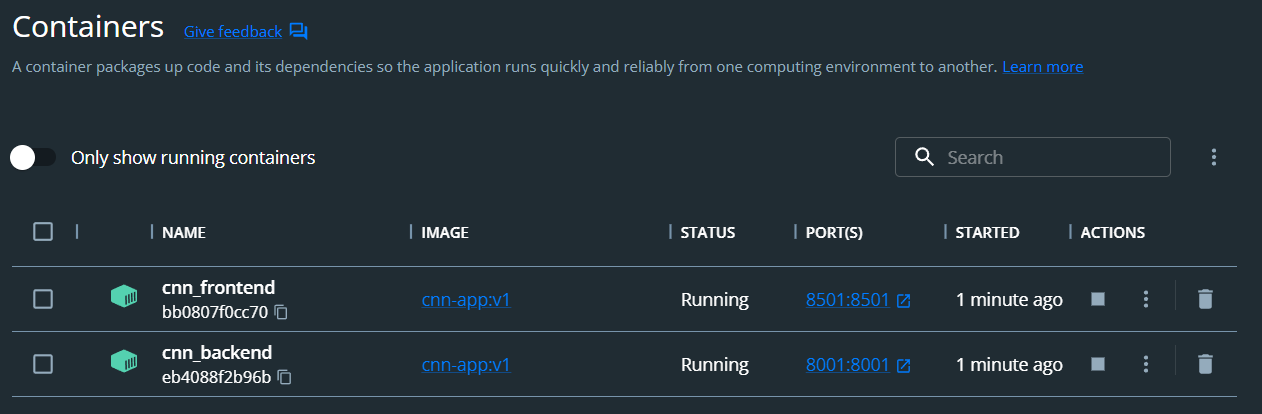 Containers Give feedback
A container packages up code and its dependencies so the application runs quickly and reliably from one computing environment to another. Learn more
Only show running containers Search
NAME IMAGE STATUS PORT(S) STARTED ACTIONS
cnn_frontend
bb0807f0cc70 cnn-app:v1 Running 8501:8501 1 minute ago
cnn_backend
eb4088f2b96b cnn-app:v1 Running 8001:8001 1 minute ago